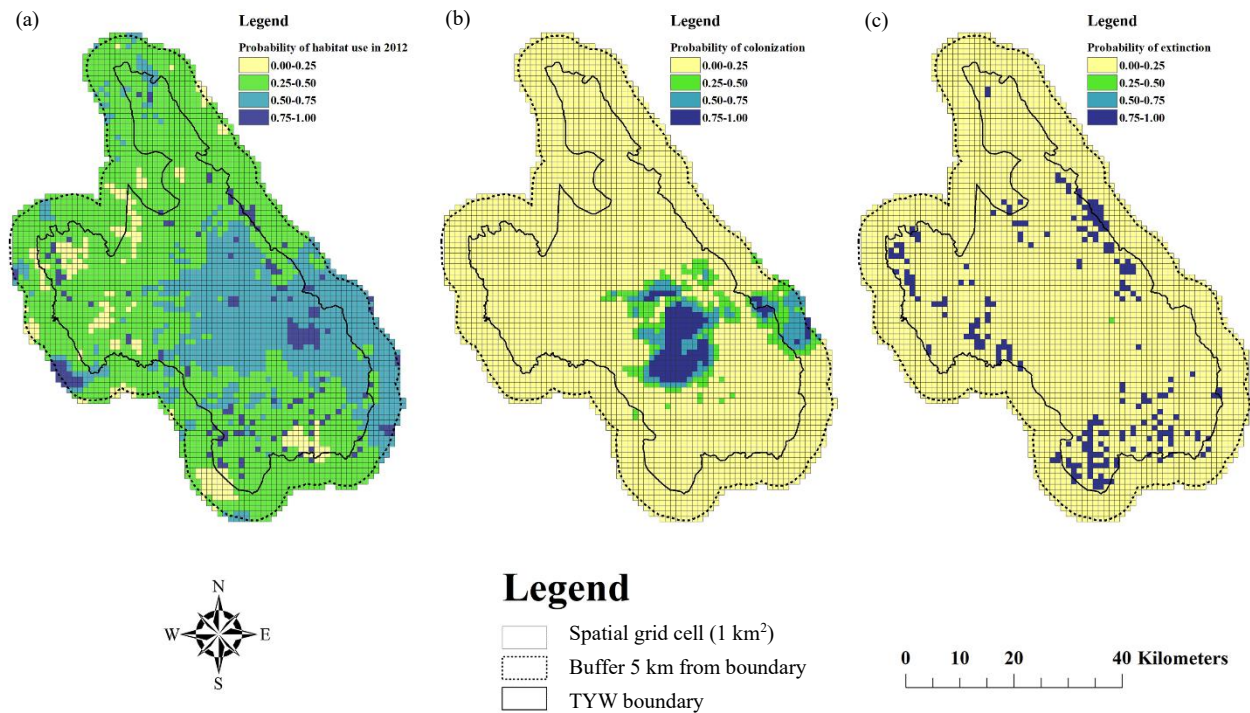 (a)
Legend
Probability of habitat use in 2012
0.00-0.25
0.25-0.50
0.50-0.75
0.75-1.00
(b)
Legend
Probability of colonization
0.00-0.25
0.25-0.50
0.50-0.75
0.75-1.00
(c)
Legend
Probability of extinction
0.00-0.25
0.25-0.50
0.50-0.75
0.75-1.00
N
W E
S
Legend
Spatial grid cell (1 km²)
Buffer 5 km from boundary
TYW boundary
0 10 20 40 Kilometers